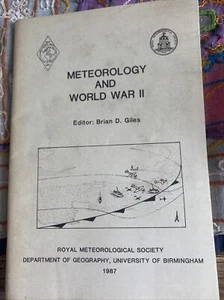 METEOROLOGY
AND
WORLD WAR II
Editor: Brian D. Giles
ROYAL METEOROLOGICAL SOCIETY
DEPARTMENT OF GEOGRAPHY, UNIVERSITY OF BIRMINGHAM
1987